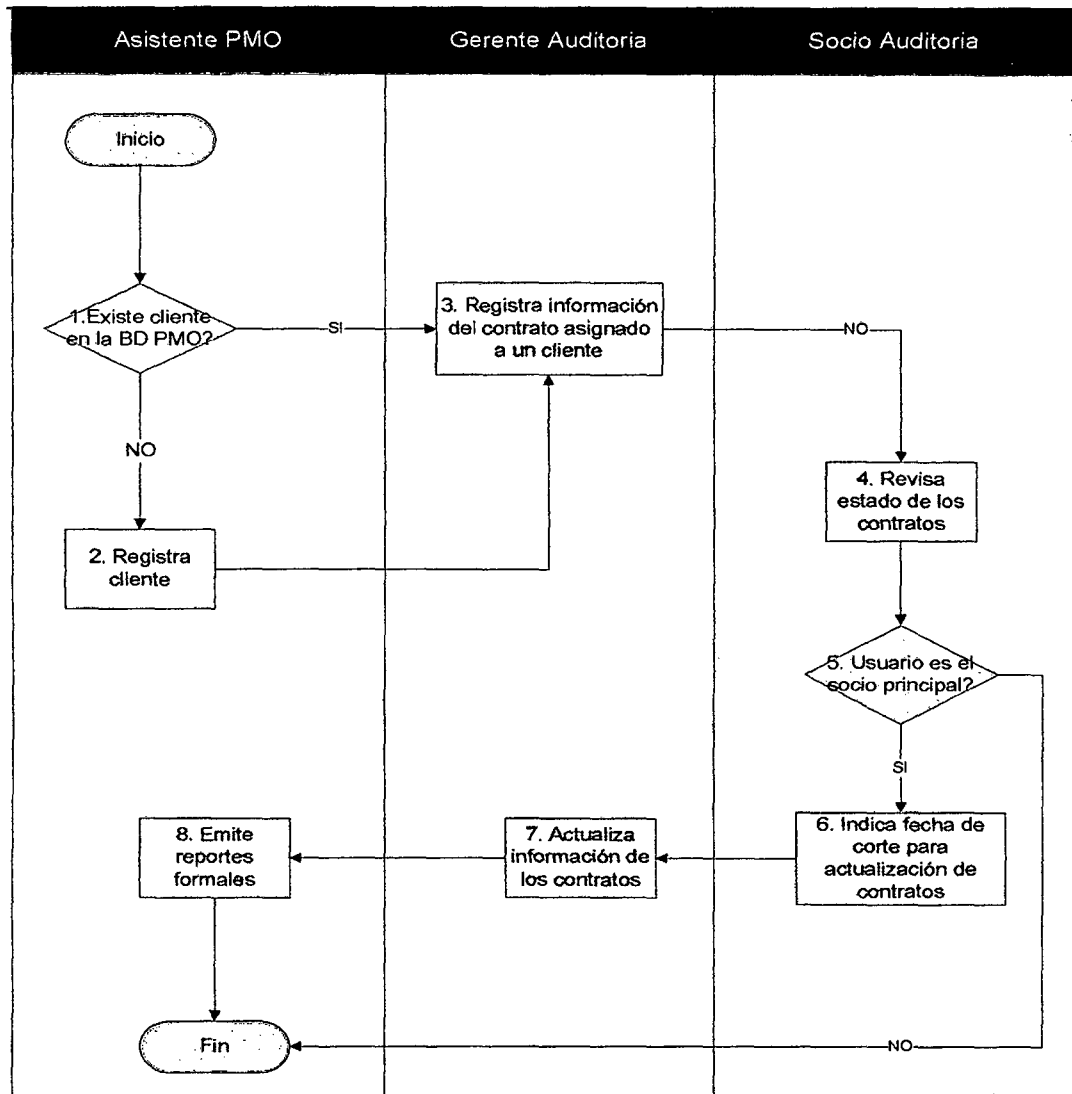 Asistente PMO
Gerente Auditoria
Socio Auditoria
Inicio
1.Existe cliente
en la BD PMO?
SI
3. Registra información
del contrato asignado
a un cliente
NO
NO
4. Revisa
estado de los
contratos
2. Registra
cliente
5. Usuario es el
socio principal?
SI
8. Emite
reportes
formales
7. Actualiza
información de
los contratos
6. Indica fecha de
corte para
actualización de
contratos
Fin
NO